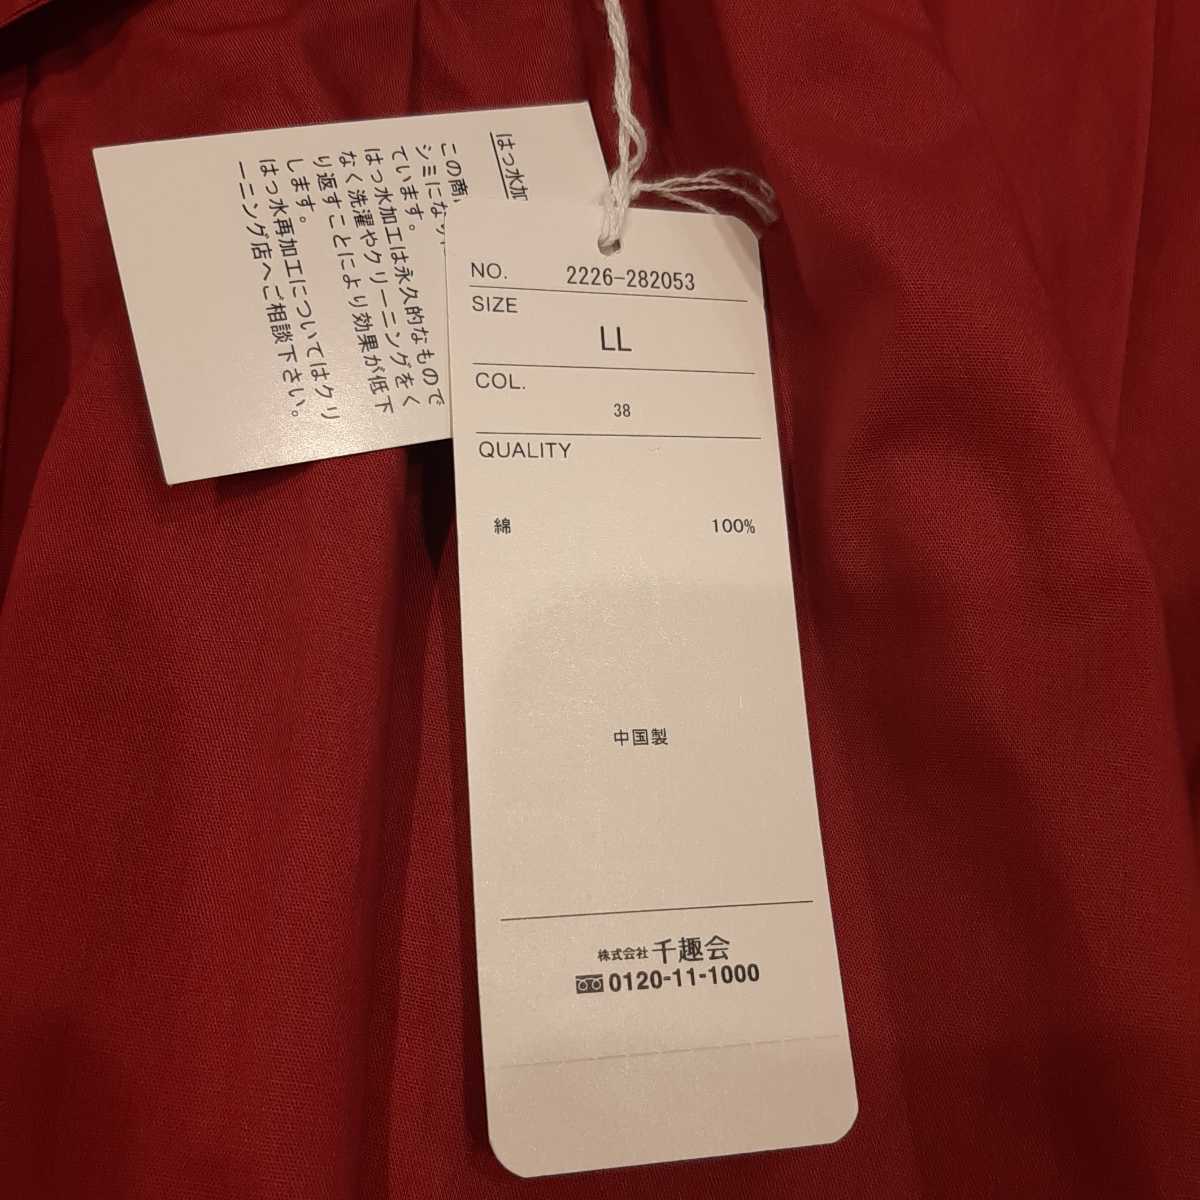 はっ水加
この商
シミにな
ています。
はっ水加工は永久的なもので
なく洗濯やクリーニングをく
り返すことにより効果が低下
します。
はっ水再加工についてはクリ
ーニング店へご相談下さい。
NO. 2226-282053
SIZE
LL
COL.
38
QUALITY
綿 100%
中国製
株式会社 千趣会
0120-11-1000